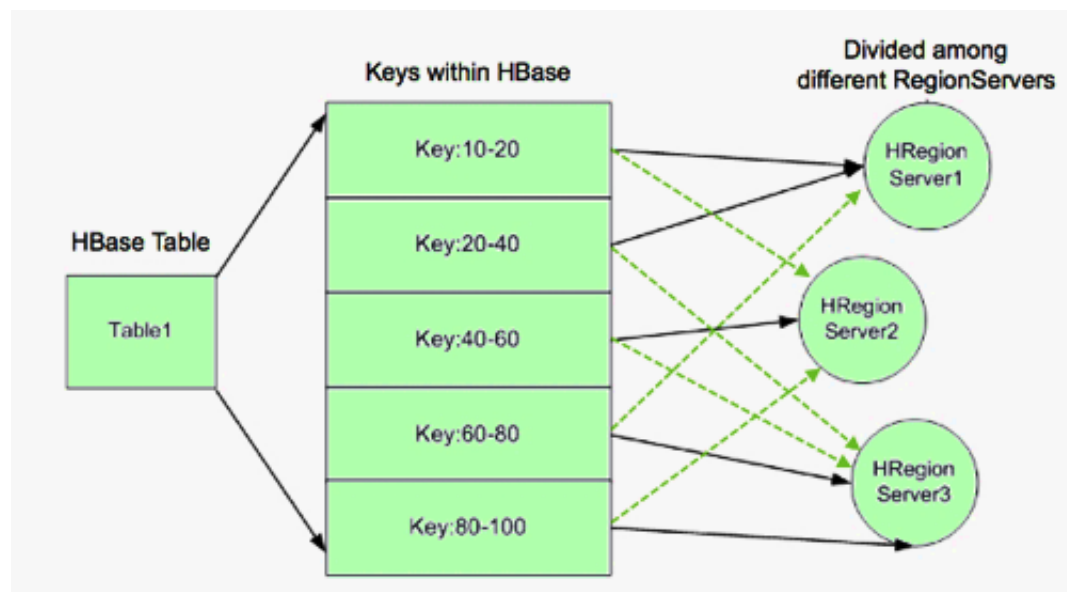 Divided among
different RegionServers
Keys within HBase
Key:10-20
Key:20-40
Key:40-60
Key:60-80
Key:80-100
HBase Table
Table1
HRegion
Server1
HRegion
Server2
HRegion
Server3